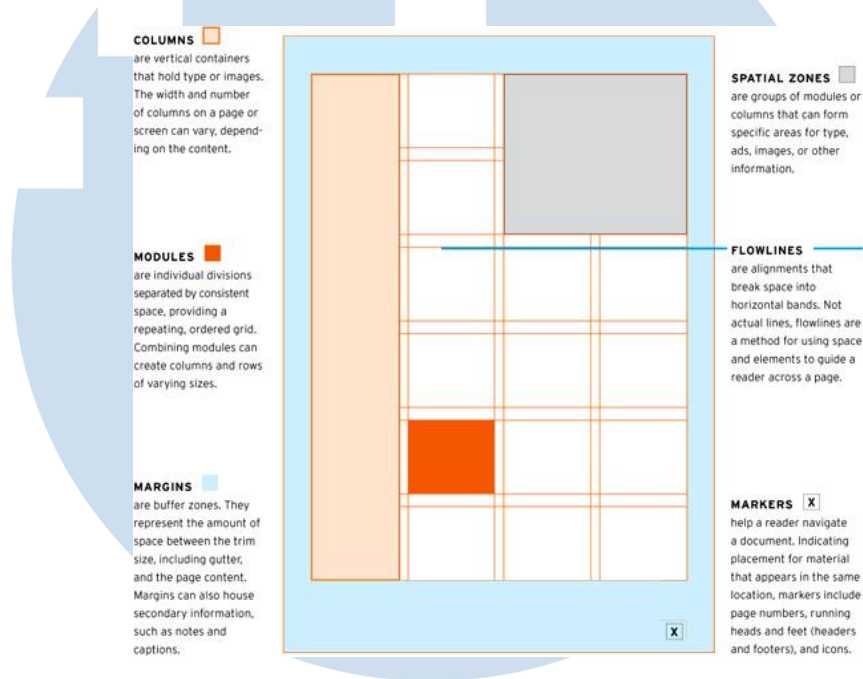 COLUMNS
are vertical containers
that hold type or images.
The width and number
of columns on a page or
screen can vary, depend-
ing on the content.
MODULES
are individual divisions
separated by consistent
space, providing a
repeating, ordered grid.
Combining modules can
create columns and rows
of varying sizes.
MARGINS
are buffer zones. They
represent the amount of
space between the trim
size, including gutter,
and the page content.
Margins can also house
secondary information,
such as notes and
captions.
X
SPATIAL ZONES
are groups of modules or
columns that can form
specific areas for type,
ads, images, or other
information.
FLOWLINES
are alignments that
break space into
horizontal bands. Not
actual lines, flowlines are
a method for using space
and elements to guide a
reader across a page.
MARKERS X
help a reader navigate
a document. Indicating
placement for material
that appears in the same
location, markers include
page numbers, running
heads and feet (headers
and footers), and icons.